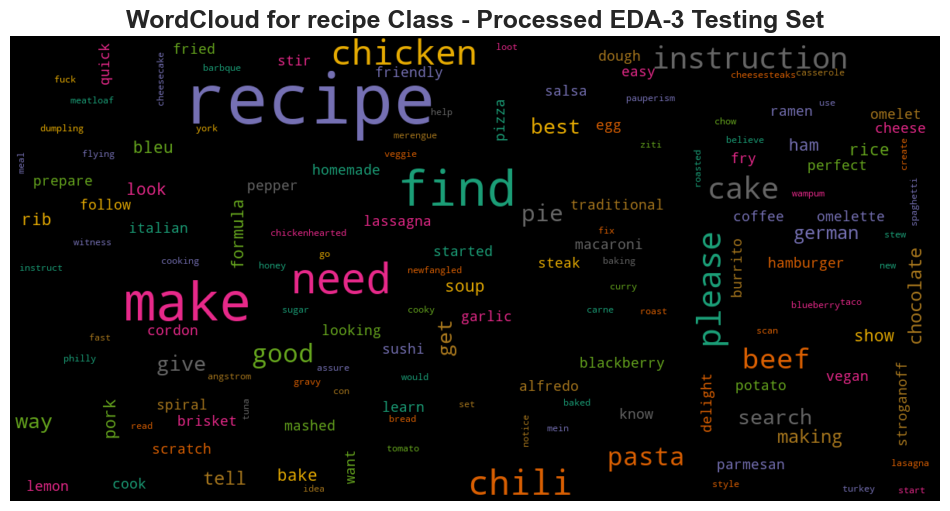 WordCloud for recipe Class - Processed EDA-3 Testing Set
fried
quick
stir
chicken
loot
dough
instruction
fuck
cheesecake
barbque
friendly
easy
cheesesteaks
casserole
meatloaf
recipe
help
salsa
pauperism
ramen
use
omelet
dumpling
york
merengue
pizza
best
egg
chow
believe
cheese
meal
flying
bleu
veggie
ziti
roasted
fry
ham
rice
create
prepare
look
pepper
homemade
find
cake
wampum
perfect
spaghetti
rib
follow
formula
lassagna
pie
traditional
coffee
omelette
witness
italian
chickenhearted
started
fix
macaroni
please
burrito
german
stew
instruct
cooking
honey
go
need
newfangled
steak
baking
hamburger
new
chocolate
make
sugar
cooky
soup
curry
carne
roast
blueberry
taco
fast
cordon
looking
get
garlic
scan
show
philly
give
good
sushi
blackberry
beef
angstrom
assure
gravy
con
would
alfredo
potato
vegan
way
pork
spiral
tuna
learn
set
baked
know
delight
search
stroganoff
read
brisket
mashed
bread
notice
mein
making
scratch
want
tomato
pasta
parmesan
lasagna
lemon
cook
tell
bake
idea
chili
style
turkey
start